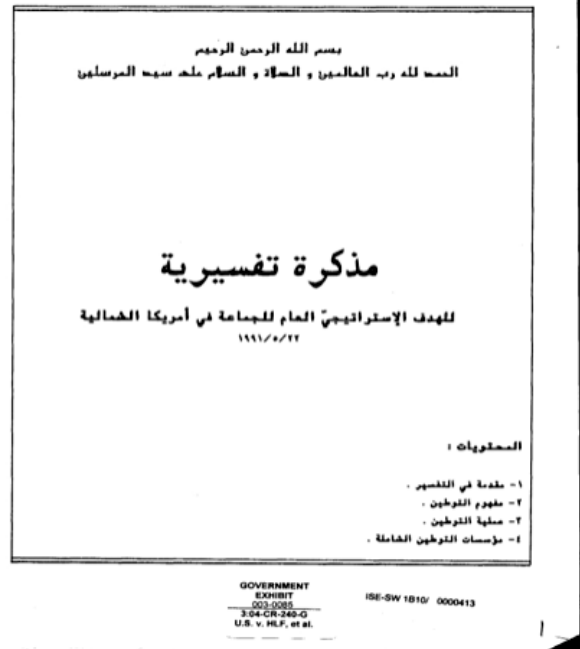 بسم الله الرحمن الرحيم
الحمد لله رب العالمين و الصلاة و السلام على سيد المرسلين
مذكرة تفسيرية
للهدف الإستراتيجيّ العام للجماعة في أمريكا الشمالية
١٩٩١/٥/٢٢
المحتويات :
١- مقدمة في التفسير .
٢- مفهوم التوطين .
٣- عملية التوطين .
٤- مؤسسات التوطين الشاملة .
GOVERNMENT
EXHIBIT
003-0085
3:04-CR-240-G
U.S. v. HLF, et al.
ISE-SW 1B10/ 0000413